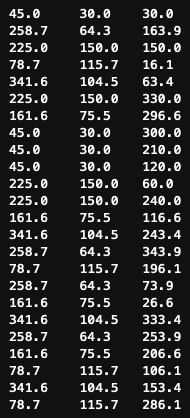 45.0 30.0 30.0
258.7 64.3 163.9
225.0 150.0 150.0
78.7 115.7 16.1
341.6 104.5 63.4
225.0 150.0 330.0
161.6 75.5 296.6
45.0 30.0 300.0
45.0 30.0 210.0
45.0 30.0 120.0
225.0 150.0 60.0
225.0 150.0 240.0
161.6 75.5 116.6
341.6 104.5 243.4
258.7 64.3 343.9
78.7 115.7 196.1
258.7 64.3 73.9
161.6 75.5 26.6
341.6 104.5 333.4
258.7 64.3 253.9
161.6 75.5 206.6
78.7 115.7 106.1
341.6 104.5 153.4
78.7 115.7 286.1